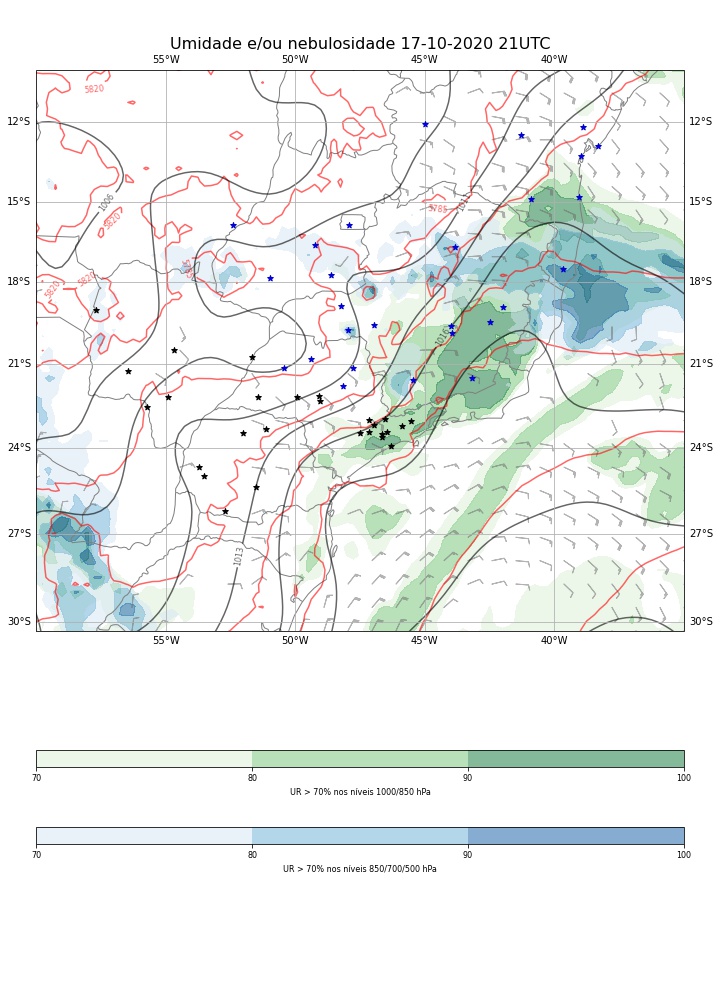 Umidade e/ou nebulosidade 17-10-2020 21UTC
55°W 50°W 45°W 40°W
5820
12°S 12°S
1006
5820
5785
15°S 15°S
5820
5820
18°S 18°S
1016
21°S 21°S
24°S 24°S
27°S 27°S
1013
30°S 30°S
55°W 50°W 45°W 40°W
70 80 90 100
UR > 70% nos níveis 1000/850 hPa
70 80 90 100
UR > 70% nos níveis 850/700/500 hPa